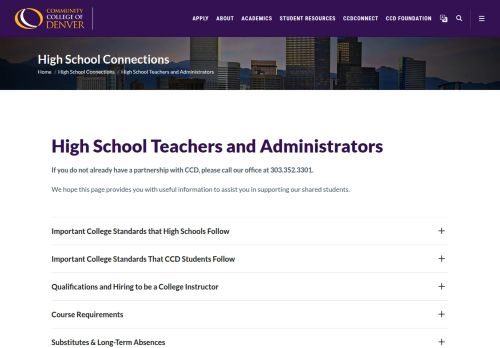 COMMUNITY
COLLEGE OF
DENVER
APPLY ABOUT ACADEMICS STUDENT RESOURCES CCDCONNECT CCD FOUNDATION
High School Connections
Home / High School Connections / High School Teachers and Administrators
High School Teachers and Administrators
If you do not already have a partnership with CCD, please call our office at 303.352.3301.
We hope this page provides you with useful information to assist you in supporting our shared students.
Important College Standards that High Schools Follow
Important College Standards That CCD Students Follow
Qualifications and Hiring to be a College Instructor
Course Requirements
Substitutes & Long-Term Absences